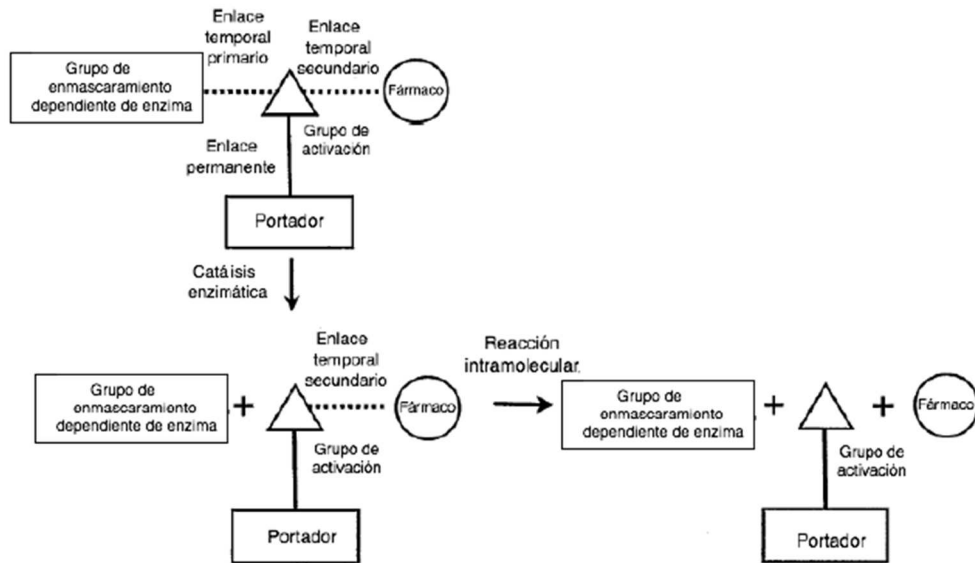 Enlace
temporal
primario
Enlace
temporal
secundario
Grupo de
enmascaramiento
dependiente de enzima
Fármaco
Grupo de
activación
Enlace
permanente
Portador
Catáisis
enzimática
Enlace
temporal
secundario
Reacción
intramolecular.
Grupo de
onmascaramiento
dependiente de enzima
+
Fármaco
Grupo de
activación
Portador
Grupo de
onmascaramiento
dependiente de enzima
+
+
Fármaco
Grupo de
activación
Portador